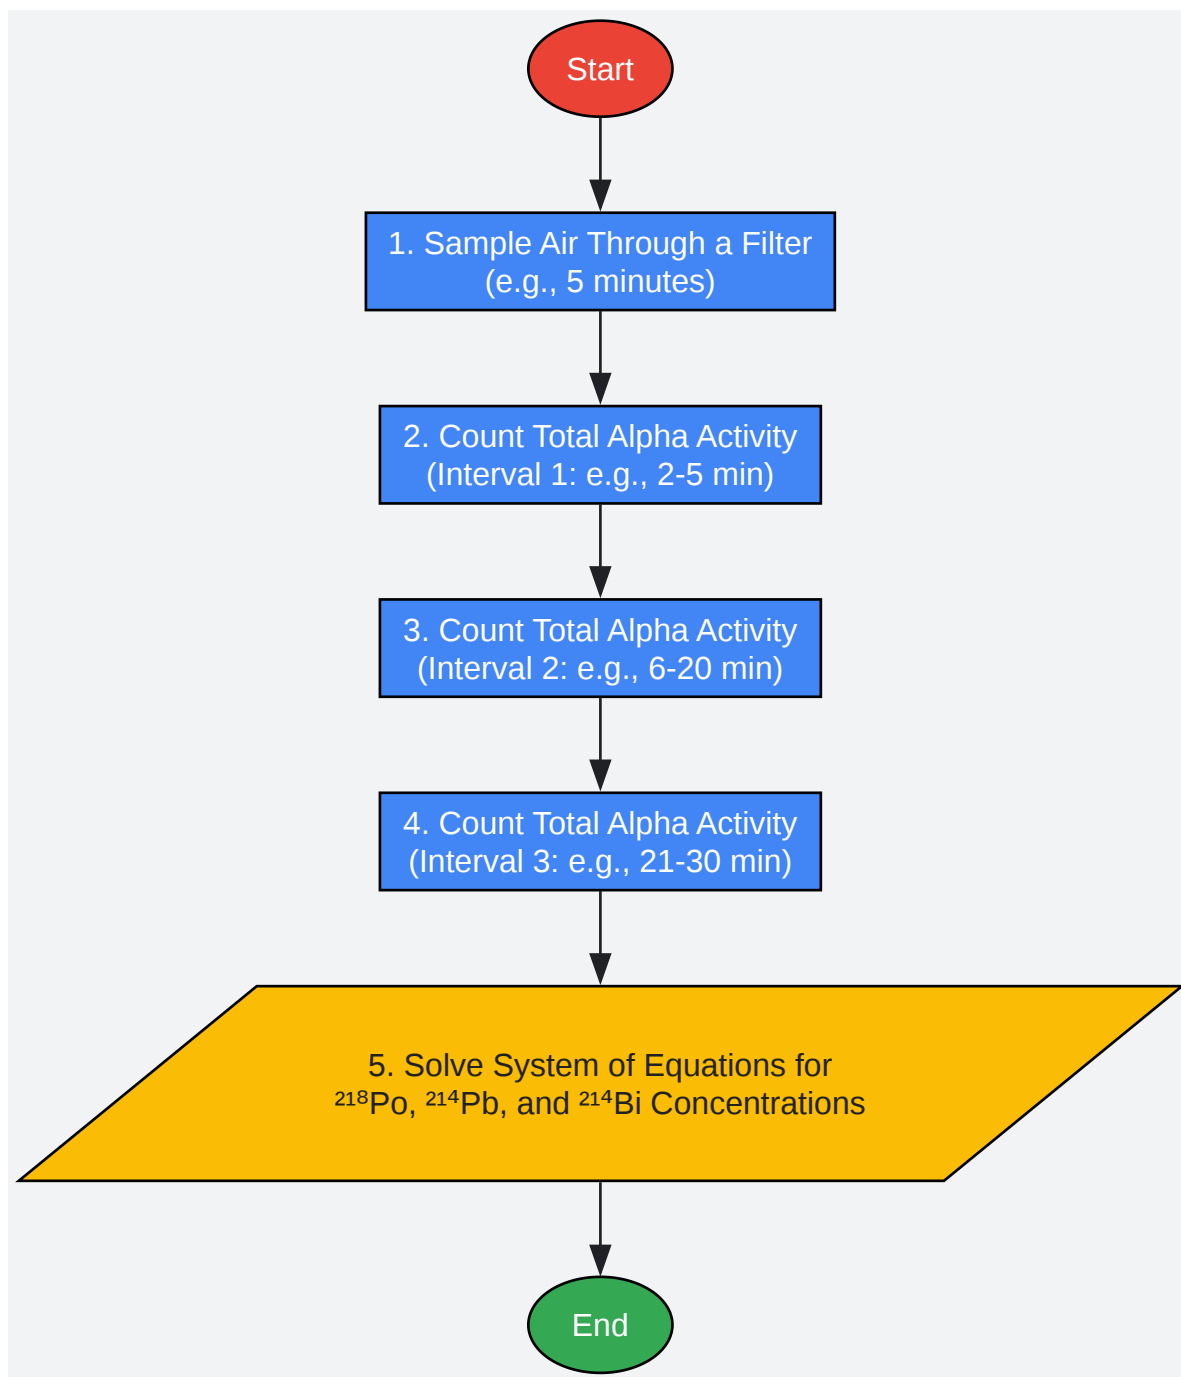 Start
1. Sample Air Through a Filter
(e.g., 5 minutes)
2. Count Total Alpha Activity
(Interval 1: e.g., 2-5 min)
3. Count Total Alpha Activity
(Interval 2: e.g., 6-20 min)
4. Count Total Alpha Activity
(Interval 3: e.g., 21-30 min)
5. Solve System of Equations for
²¹⁸Po, ²¹⁴Pb, and ²¹⁴Bi Concentrations
End